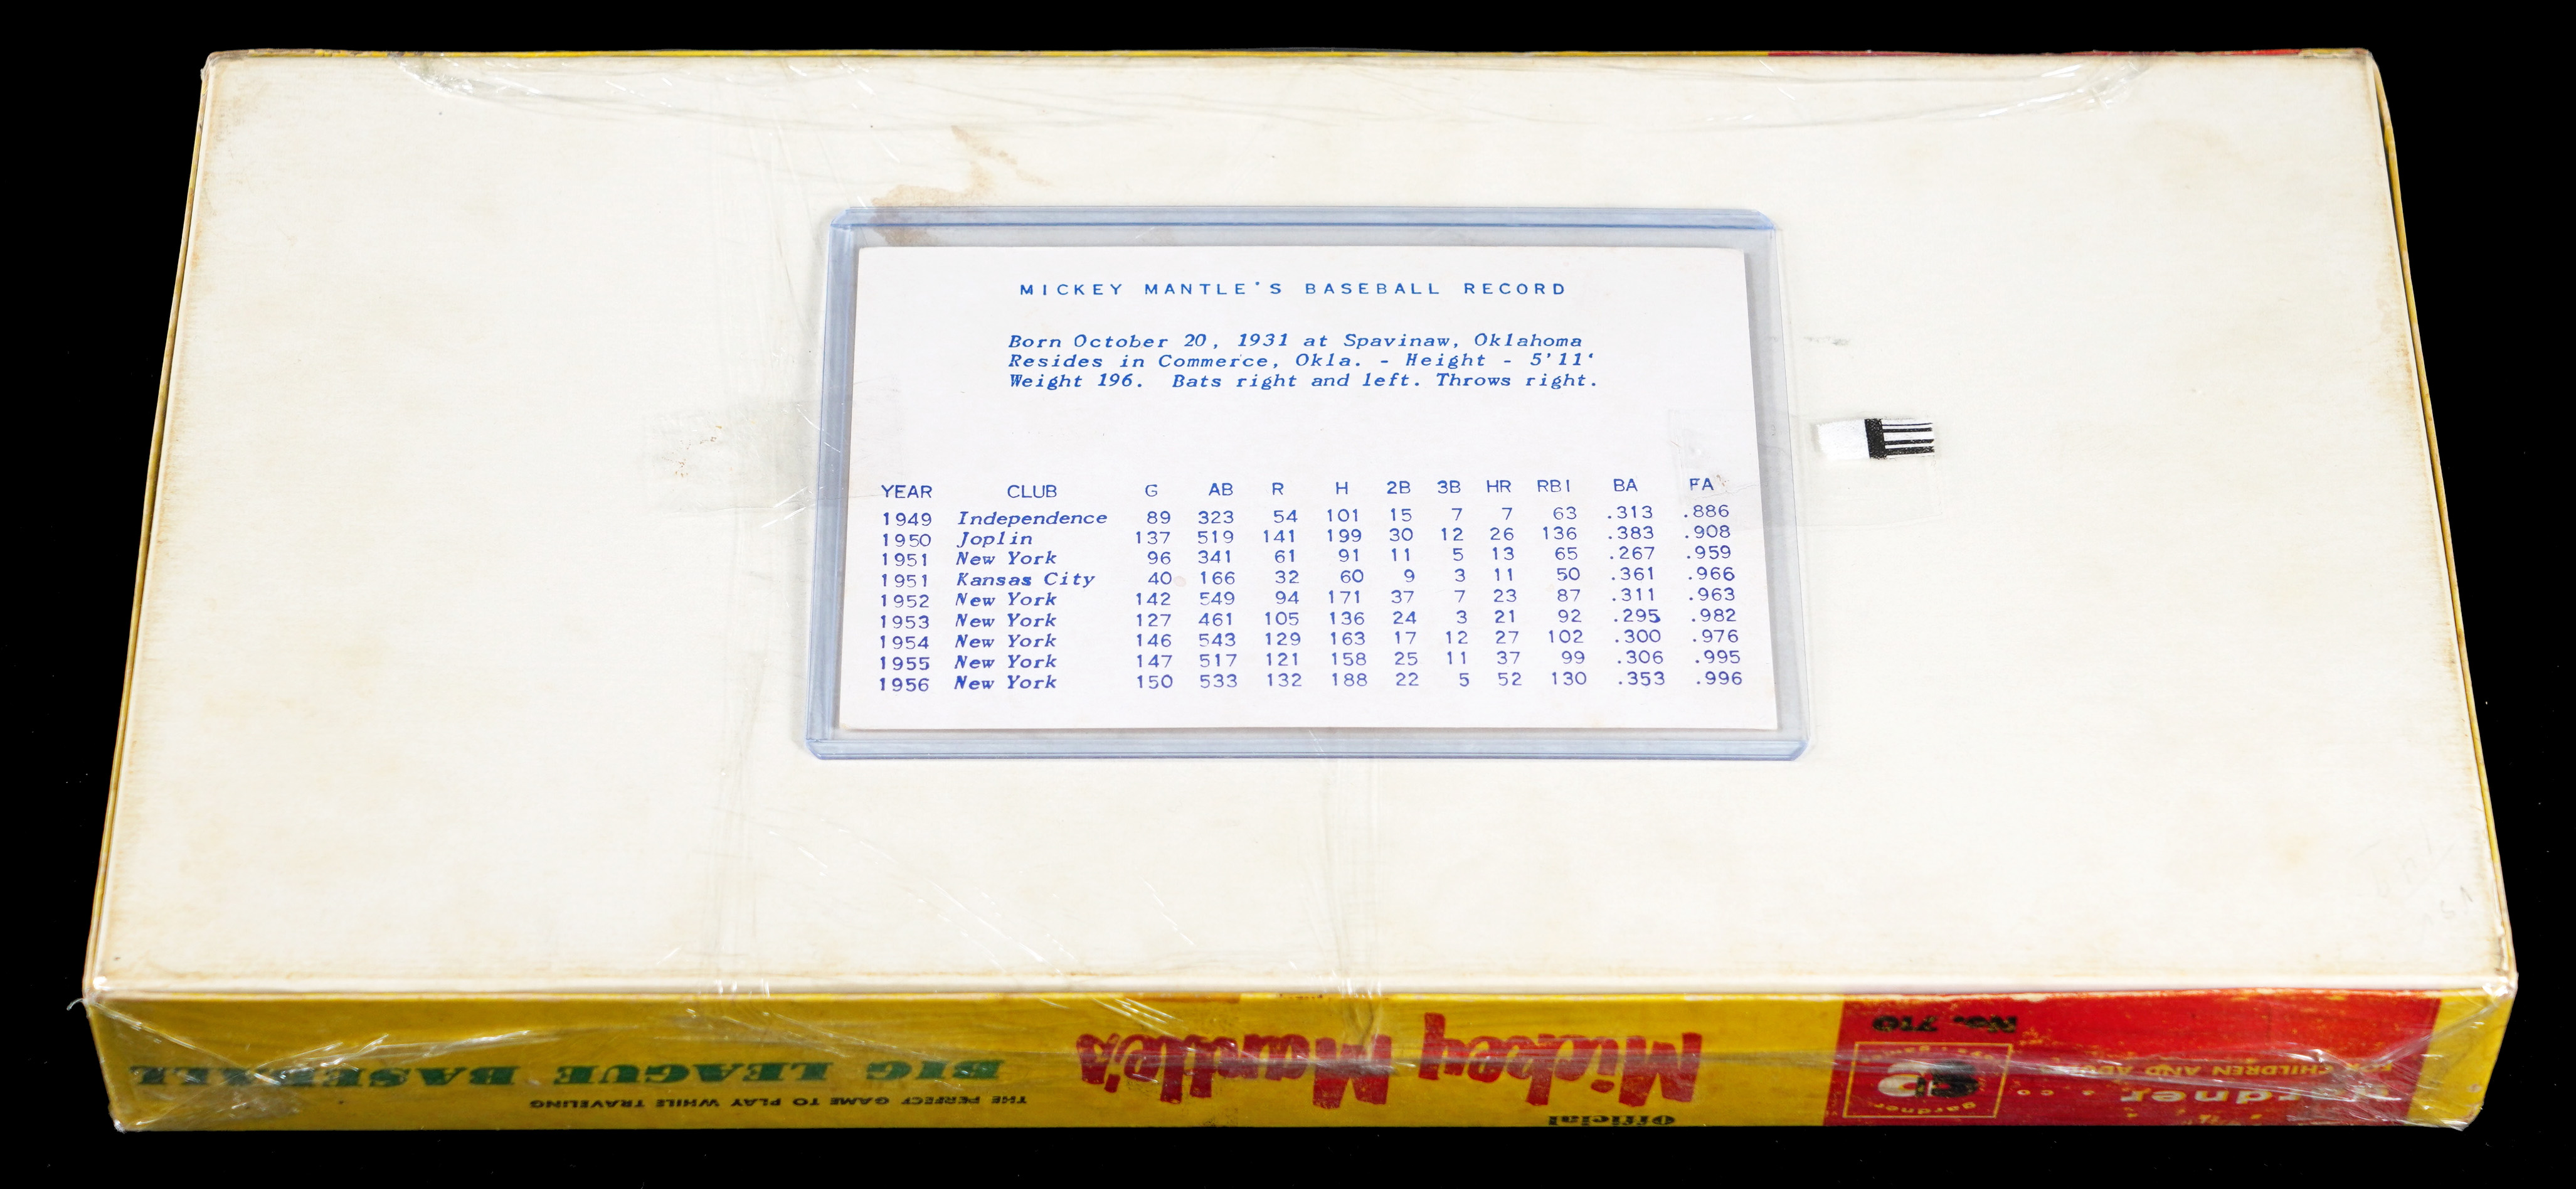 MICKEY MANTLE'S BASEBALL RECORD
Born October 20, 1931 at Spavinaw, Oklahoma
Resides in Commerce, Okla. - Height - 5'11‘
Weight 196. Bats right and left. Throws right.
YEAR CLUB G AB R H 2B 3B HR RBI BA FA
1949 Independence 89 323 54 101 15 7 7 63 .313 .886
1950 Joplin 137 519 141 199 30 12 26 136 .383 .908
1951 New York 96 341 61 91 11 5 13 65 .267 .959
1951 Kansas City 40 166 32 60 9 3 11 50 .361 .966
1952 New York 142 549 94 171 37 7 23 87 .311 .963
1953 New York 127 461 105 136 24 3 21 92 .295 .982
1954 New York 146 543 129 163 17 12 27 102 .300 .976
1955 New York 147 517 121 158 25 11 37 99 .306 .995
1956 New York 150 533 132 188 22 5 52 130 .353 .996
Official
Mickey Mantle's
THE PERFECT GAME TO PLAY WHILE TRAVELING
BIG LEAGUE BASEBALL
gardner
& co
FOR CHILDREN AND
No. 710